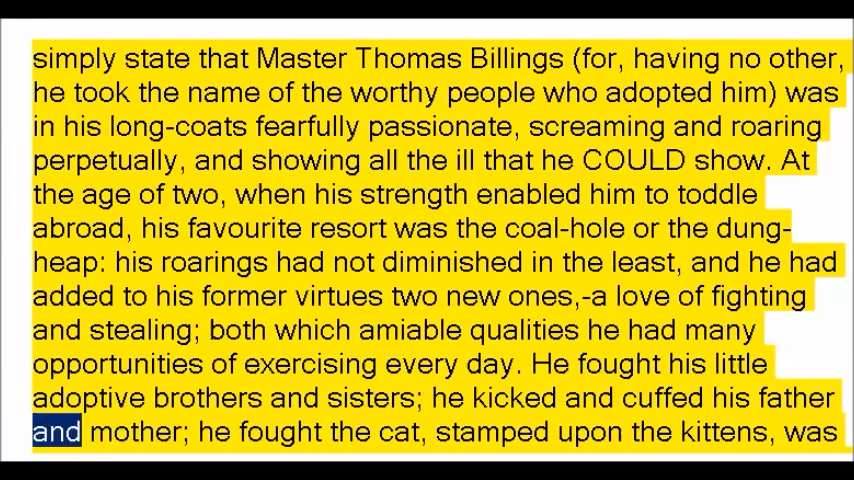 simply state that Master Thomas Billings (for, having no other,
he took the name of the worthy people who adopted him) was
in his long-coats fearfully passionate, screaming and roaring
perpetually, and showing all the ill that he COULD show. At
the age of two, when his strength enabled him to toddle
abroad, his favourite resort was the coal-hole or the dung-
heap: his roarings had not diminished in the least, and he had
added to his former virtues two new ones,-a love of fighting
and stealing; both which amiable qualities he had many
opportunities of exercising every day. He fought his little
adoptive brothers and sisters; he kicked and cuffed his father
and mother; he fought the cat, stamped upon the kittens, was